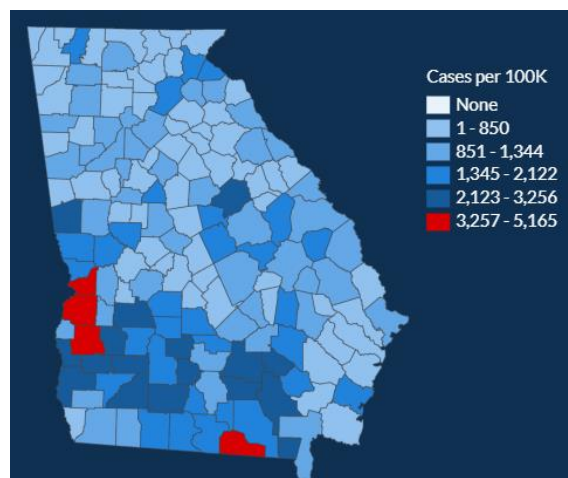 Cases per 100K
None
1 - 850
851 - 1,344
1,345 - 2,122
2,123 - 3,256
3,257 - 5,165